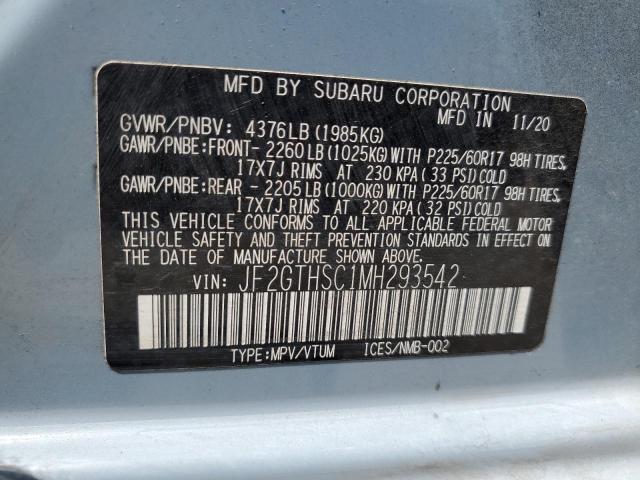 MFD BY SUBARU CORPORATION
MFD IN 11/20
GVWR/PNBV: 4376LB(1985KG)
GAWR/PNBE:FRONT- 2260LB(1025KG)WITH P225/60R17 98H TIRES,
17X7J RIMS AT 230 KPA(33 PSI)COLD
GAWR/PNBE:REAR - 2205LB(1000KG)WITH P225/60R17 98H TIRES,
17X7J RIMS AT 220 KPA(32 PSI)COLD
THIS VEHICLE CONFORMS TO ALL APPLICABLE FEDERAL MOTOR
VEHICLE SAFETY AND THEFT PREVENTION STANDARDS IN EFFECT ON
THE DATE OF MANUFACTURE SHOWN ABOVE.
VIN: JF2GTHSC1MH293542
TYPE:MPV/VTUM ICES/NMB-002